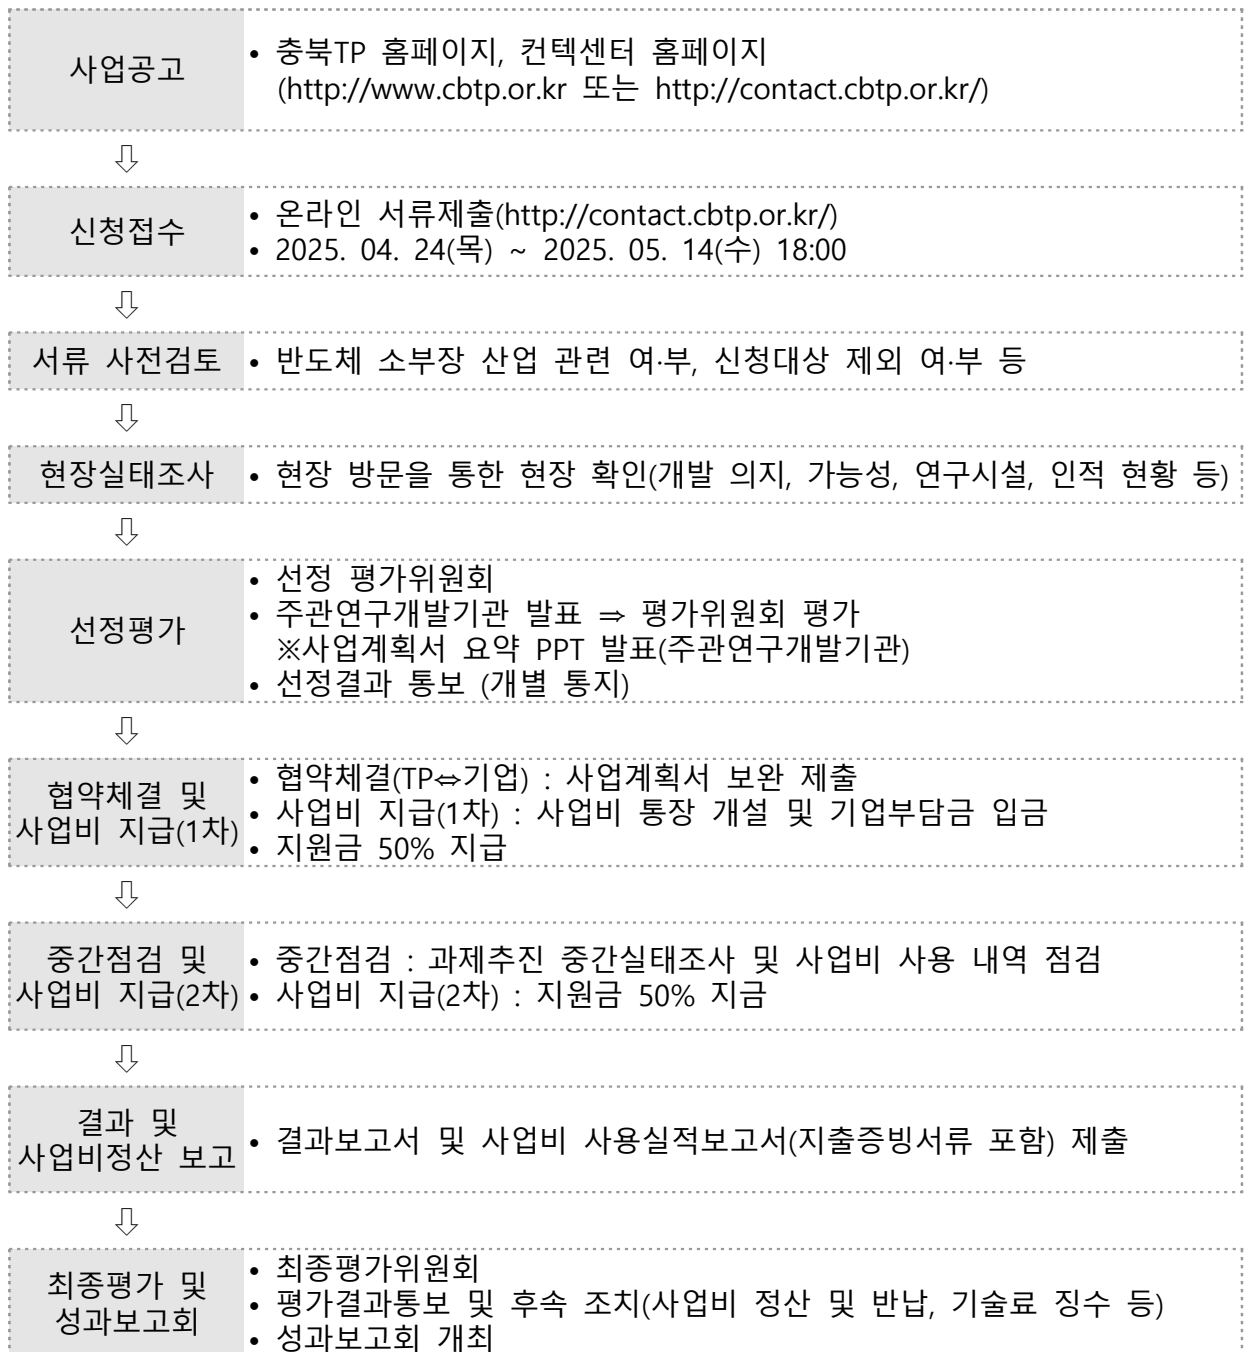 사업공고
• 충북TP 홈페이지, 컨텍센터 홈페이지
(http://www.cbtp.or.kr 또는 http://contact.cbtp.or.kr/)
⇩
신청접수
• 온라인 서류제출(http://contact.cbtp.or.kr/)
• 2025. 04. 24(목) ~ 2025. 05. 14(수) 18:00
⇩
서류 사전검토
• 반도체 소부장 산업 관련 여·부, 신청대상 제외 여·부 등
⇩
현장실태조사
• 현장 방문을 통한 현장 확인(개발 의지, 가능성, 연구시설, 인적 현황 등)
⇩
선정평가
• 선정 평가위원회
• 주관연구개발기관 발표 ⇒ 평가위원회 평가
※사업계획서 요약 PPT 발표(주관연구개발기관)
• 선정결과 통보 (개별 통지)
⇩
협약체결 및
사업비 지급(1차)
• 협약체결(TP⇔기업) : 사업계획서 보완 제출
• 사업비 지급(1차) : 사업비 통장 개설 및 기업부담금 입금
• 지원금 50% 지급
⇩
중간점검 및
사업비 지급(2차)
• 중간점검 : 과제추진 중간실태조사 및 사업비 사용 내역 점검
• 사업비 지급(2차) : 지원금 50% 지금
⇩
결과 및
사업비정산 보고
• 결과보고서 및 사업비 사용실적보고서(지출증빙서류 포함) 제출
⇩
최종평가 및
성과보고회
• 최종평가위원회
• 평가결과통보 및 후속 조치(사업비 정산 및 반납, 기술료 징수 등)
• 성과보고회 개최